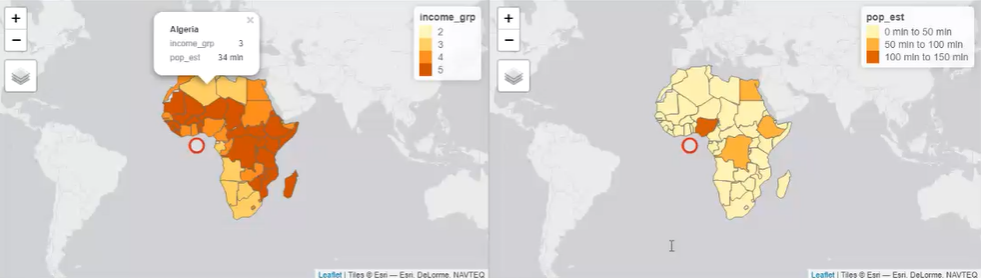 +
−
Algeria ×
income_grp 3
pop_est 34 mln
income_grp
2
3
4
5
Leaflet | Tiles © Esri — Esri, DeLorme, NAVTEQ
+
−
pop_est
0 mln to 50 mln
50 mln to 100 mln
100 mln to 150 mln
Leaflet | Tiles © Esri — Esri, DeLorme, NAVTEQ